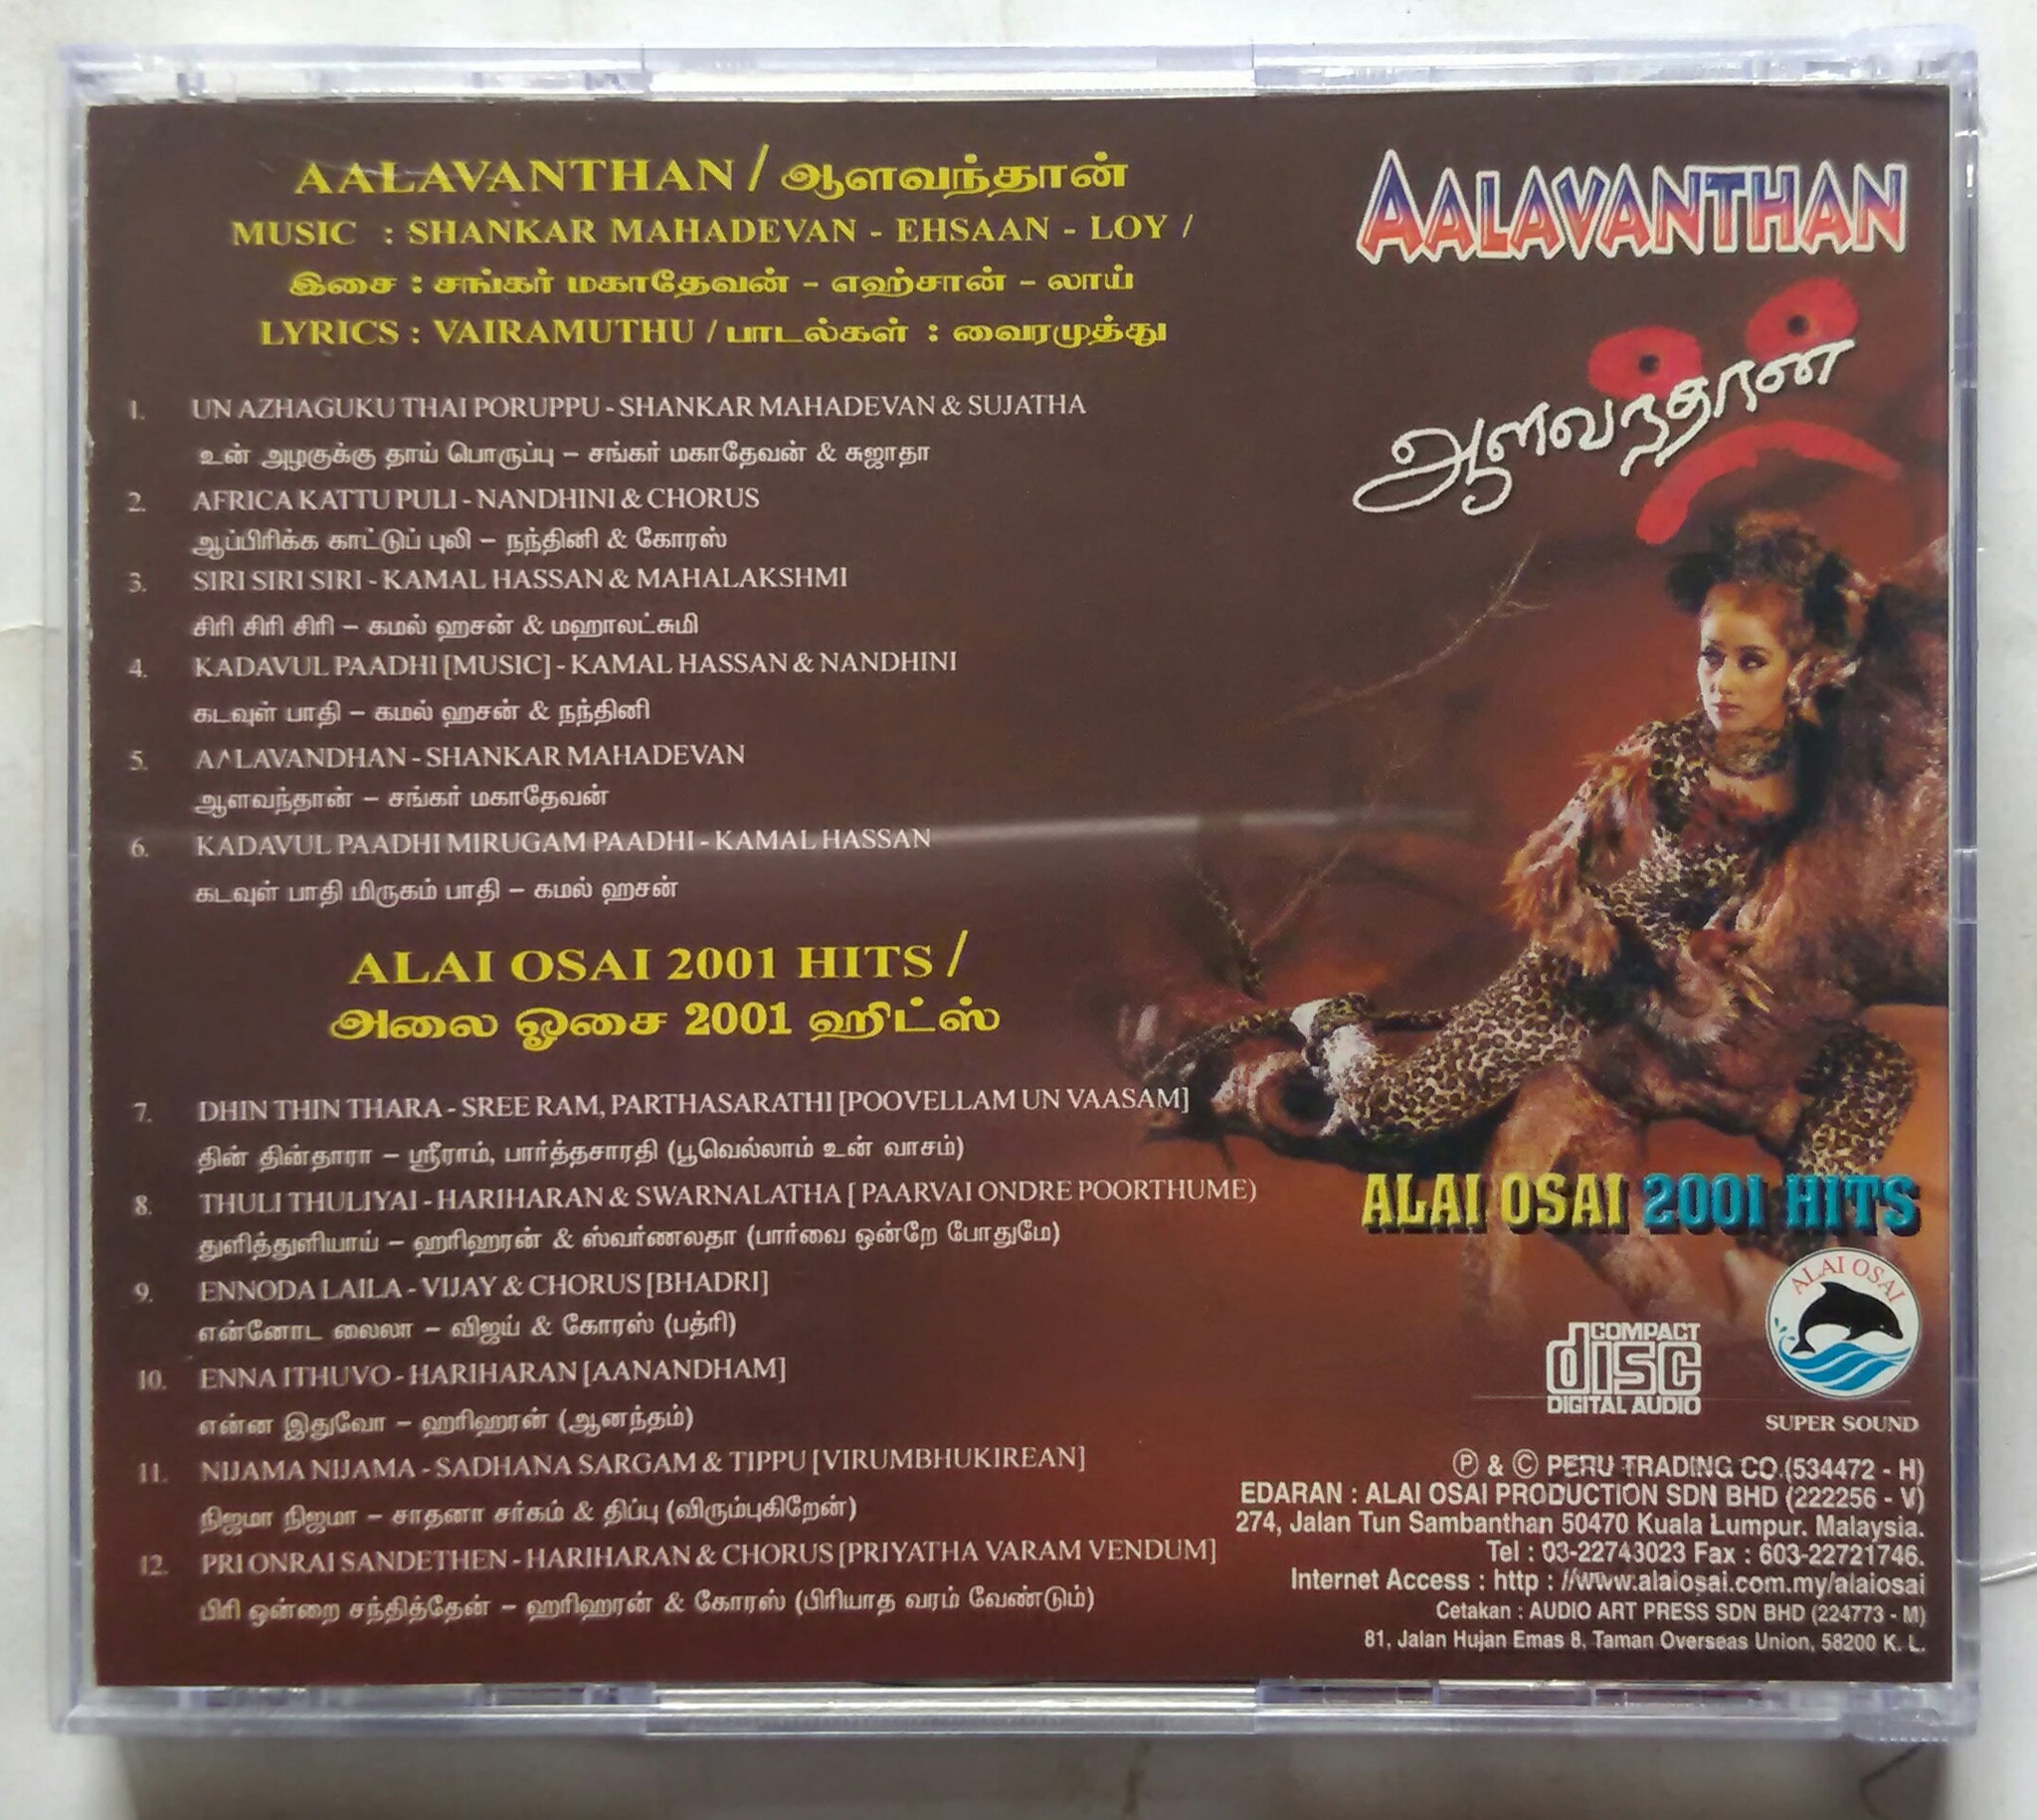 AALAVANTHAN / ஆளவந்தான்
MUSIC : SHANKAR MAHADEVAN - EHSAAN - LOY /
இசை : சங்கர் மகாதேவன் - எஹ்சான் - லாய்
LYRICS : VAIRAMUTHU / பாடல்கள் : வைரமுத்து
1. UN AZHAGUKU THAI PORUPPU - SHANKAR MAHADEVAN & SUJATHA
உன் அழகுக்கு தாய் பொருப்பு – சங்கர் மகாதேவன் & சுஜாதா
2. AFRICA KATTU PULI - NANDHINI & CHORUS
ஆப்பிரிக்க காட்டுப் புலி – நந்தினி & கோரஸ்
3. SIRI SIRI SIRI - KAMAL HASSAN & MAHALAKSHMI
சிரி சிரி சிரி – கமல் ஹசன் & மஹாலட்சுமி
4. KADAVUL PAADHI [MUSIC] - KAMAL HASSAN & NANDHINI
கடவுள் பாதி – கமல் ஹசன் & நந்தினி
5. AALAVANDHAN - SHANKAR MAHADEVAN
ஆளவந்தான் – சங்கர் மகாதேவன்
6. KADAVUL PAADHI MIRUGAM PAADHI - KAMAL HASSAN
கடவுள் பாதி மிருகம் பாதி – கமல் ஹசன்
ALAI OSAI 2001 HITS /
அலை ஓசை 2001 ஹிட்ஸ்
7. DHIN THIN THARA - SREE RAM, PARTHASARATHI [POOVELLAM UN VAASAM]
தின் தின்தாரா – ஸ்ரீராம், பார்த்தசாரதி (பூவெல்லாம் உன் வாசம்)
8. THULI THULIYAI - HARIHARAN & SWARNALATHA [ PAARVAI ONDRE POORTHUME)
துளித்துளியாய் – ஹரிஹரன் & ஸ்வர்ணலதா (பார்வை ஒன்றே போதுமே)
9. ENNODA LAILA - VIJAY & CHORUS [BHADRI]
என்னோட லைலா – விஜய் & கோரஸ் (பத்ரி)
10. ENNA ITHUVO - HARIHARAN [AANANDHAM]
என்ன இதுவோ – ஹரிஹரன் (ஆனந்தம்)
11. NIJAMA NIJAMA - SADHANA SARGAM & TIPPU [VIRUMBHUKIREAN]
நிஜமா நிஜமா – சாதனா சர்கம் & திப்பு (விரும்புகிறேன்)
12. PRI ONRAI SANDETHEN - HARIHARAN & CHORUS [PRIYATHA VARAM VENDUM]
பிரி ஒன்றை சந்தித்தேன் – ஹரிஹரன் & கோரஸ் (பிரியாத வரம் வேண்டும்)
AALAVANTHAN
ஆளவந்தான்
ALAI OSAI 2001 HITS
ALAI OSAI
COMPACT
disc
DIGITAL AUDIO
SUPER SOUND
Ⓟ & © PERU TRADING CO.(534472 - H)
EDARAN : ALAI OSAI PRODUCTION SDN BHD (222256 - V)
274, Jalan Tun Sambanthan 50470 Kuala Lumpur. Malaysia.
Tel : 03-22743023 Fax : 603-22721746.
Internet Access : http : //www.alaiosai.com.my/alaiosai
Cetakan : AUDIO ART PRESS SDN BHD (224773 - M)
81, Jalan Hujan Emas 8, Taman Overseas Union, 58200 K. L.